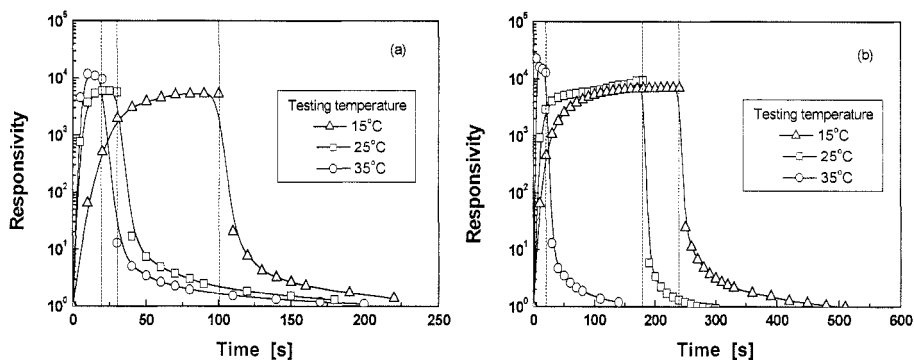 10^5
10^4
10^3
10^2
10^1
10^0
Responsivity
(a)
Testing temperature
15°C
25°C
35°C
0 50 100 150 200 250
Time [s]
10^5
10^4
10^3
10^2
10^1
10^0
Responsivity
(b)
Testing temperature
15°C
25°C
35°C
0 100 200 300 400 500 600
Time [s]